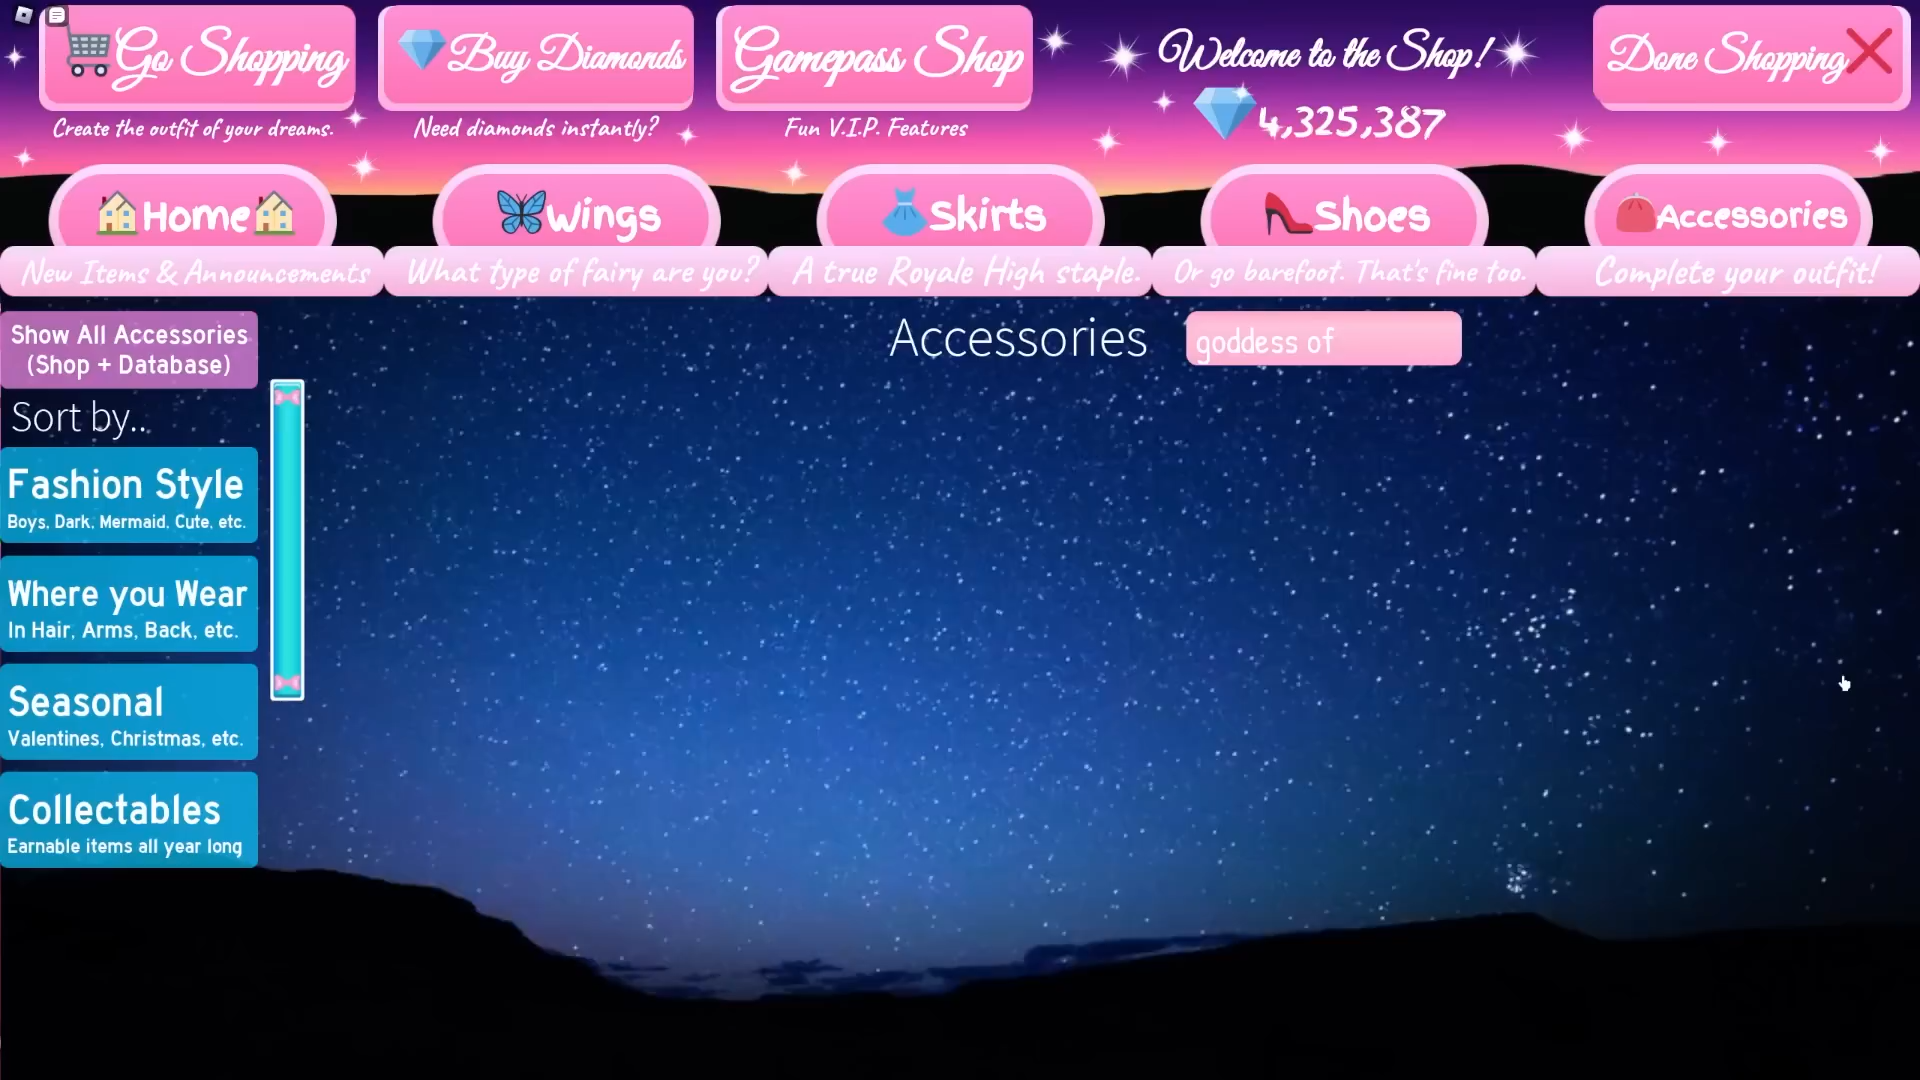 Go Shopping
Buy Diamonds
Gamepass Shop
Welcome to the Shop!
Done Shopping
Create the outfit of your dreams.
Need diamonds instantly?
Fun V.I.P. Features
4,325,387
Home
Wings
Skirts
Shoes
Accessories
New Items & Announcements
What type of fairy are you?
A true Royale High staple.
Or go barefoot. That's fine too.
Complete your outfit!
Show All Accessories
(Shop + Database)
Accessories
goddess of
Sort by..
Fashion Style
Boys, Dark, Mermaid, Cute, etc.
Where you Wear
In Hair, Arms, Back, etc.
Seasonal
Valentines, Christmas, etc.
Collectables
Earnable items all year long